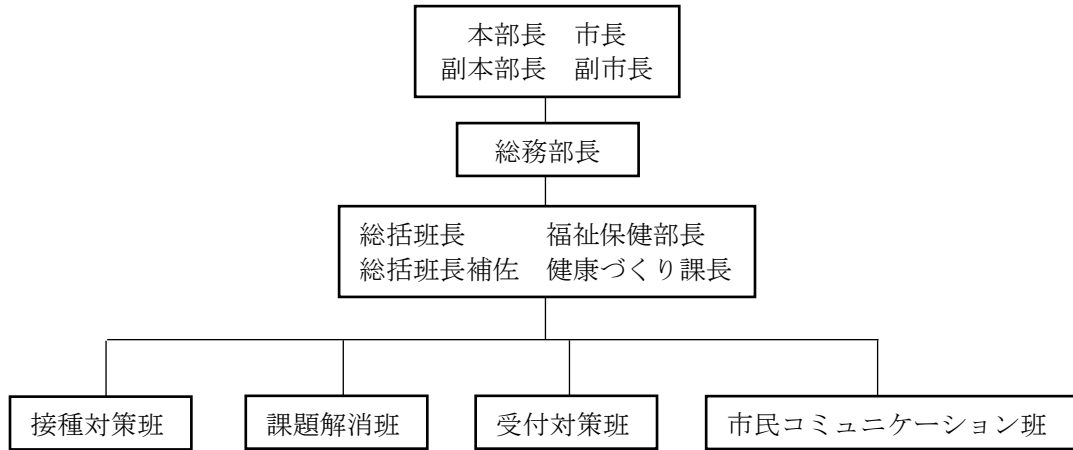 本部長　市長
副本部長　副市長
総務部長
総括班長　福祉保健部長
総括班長補佐　健康づくり課長
接種対策班
課題解消班
受付対策班
市民コミュニケーション班